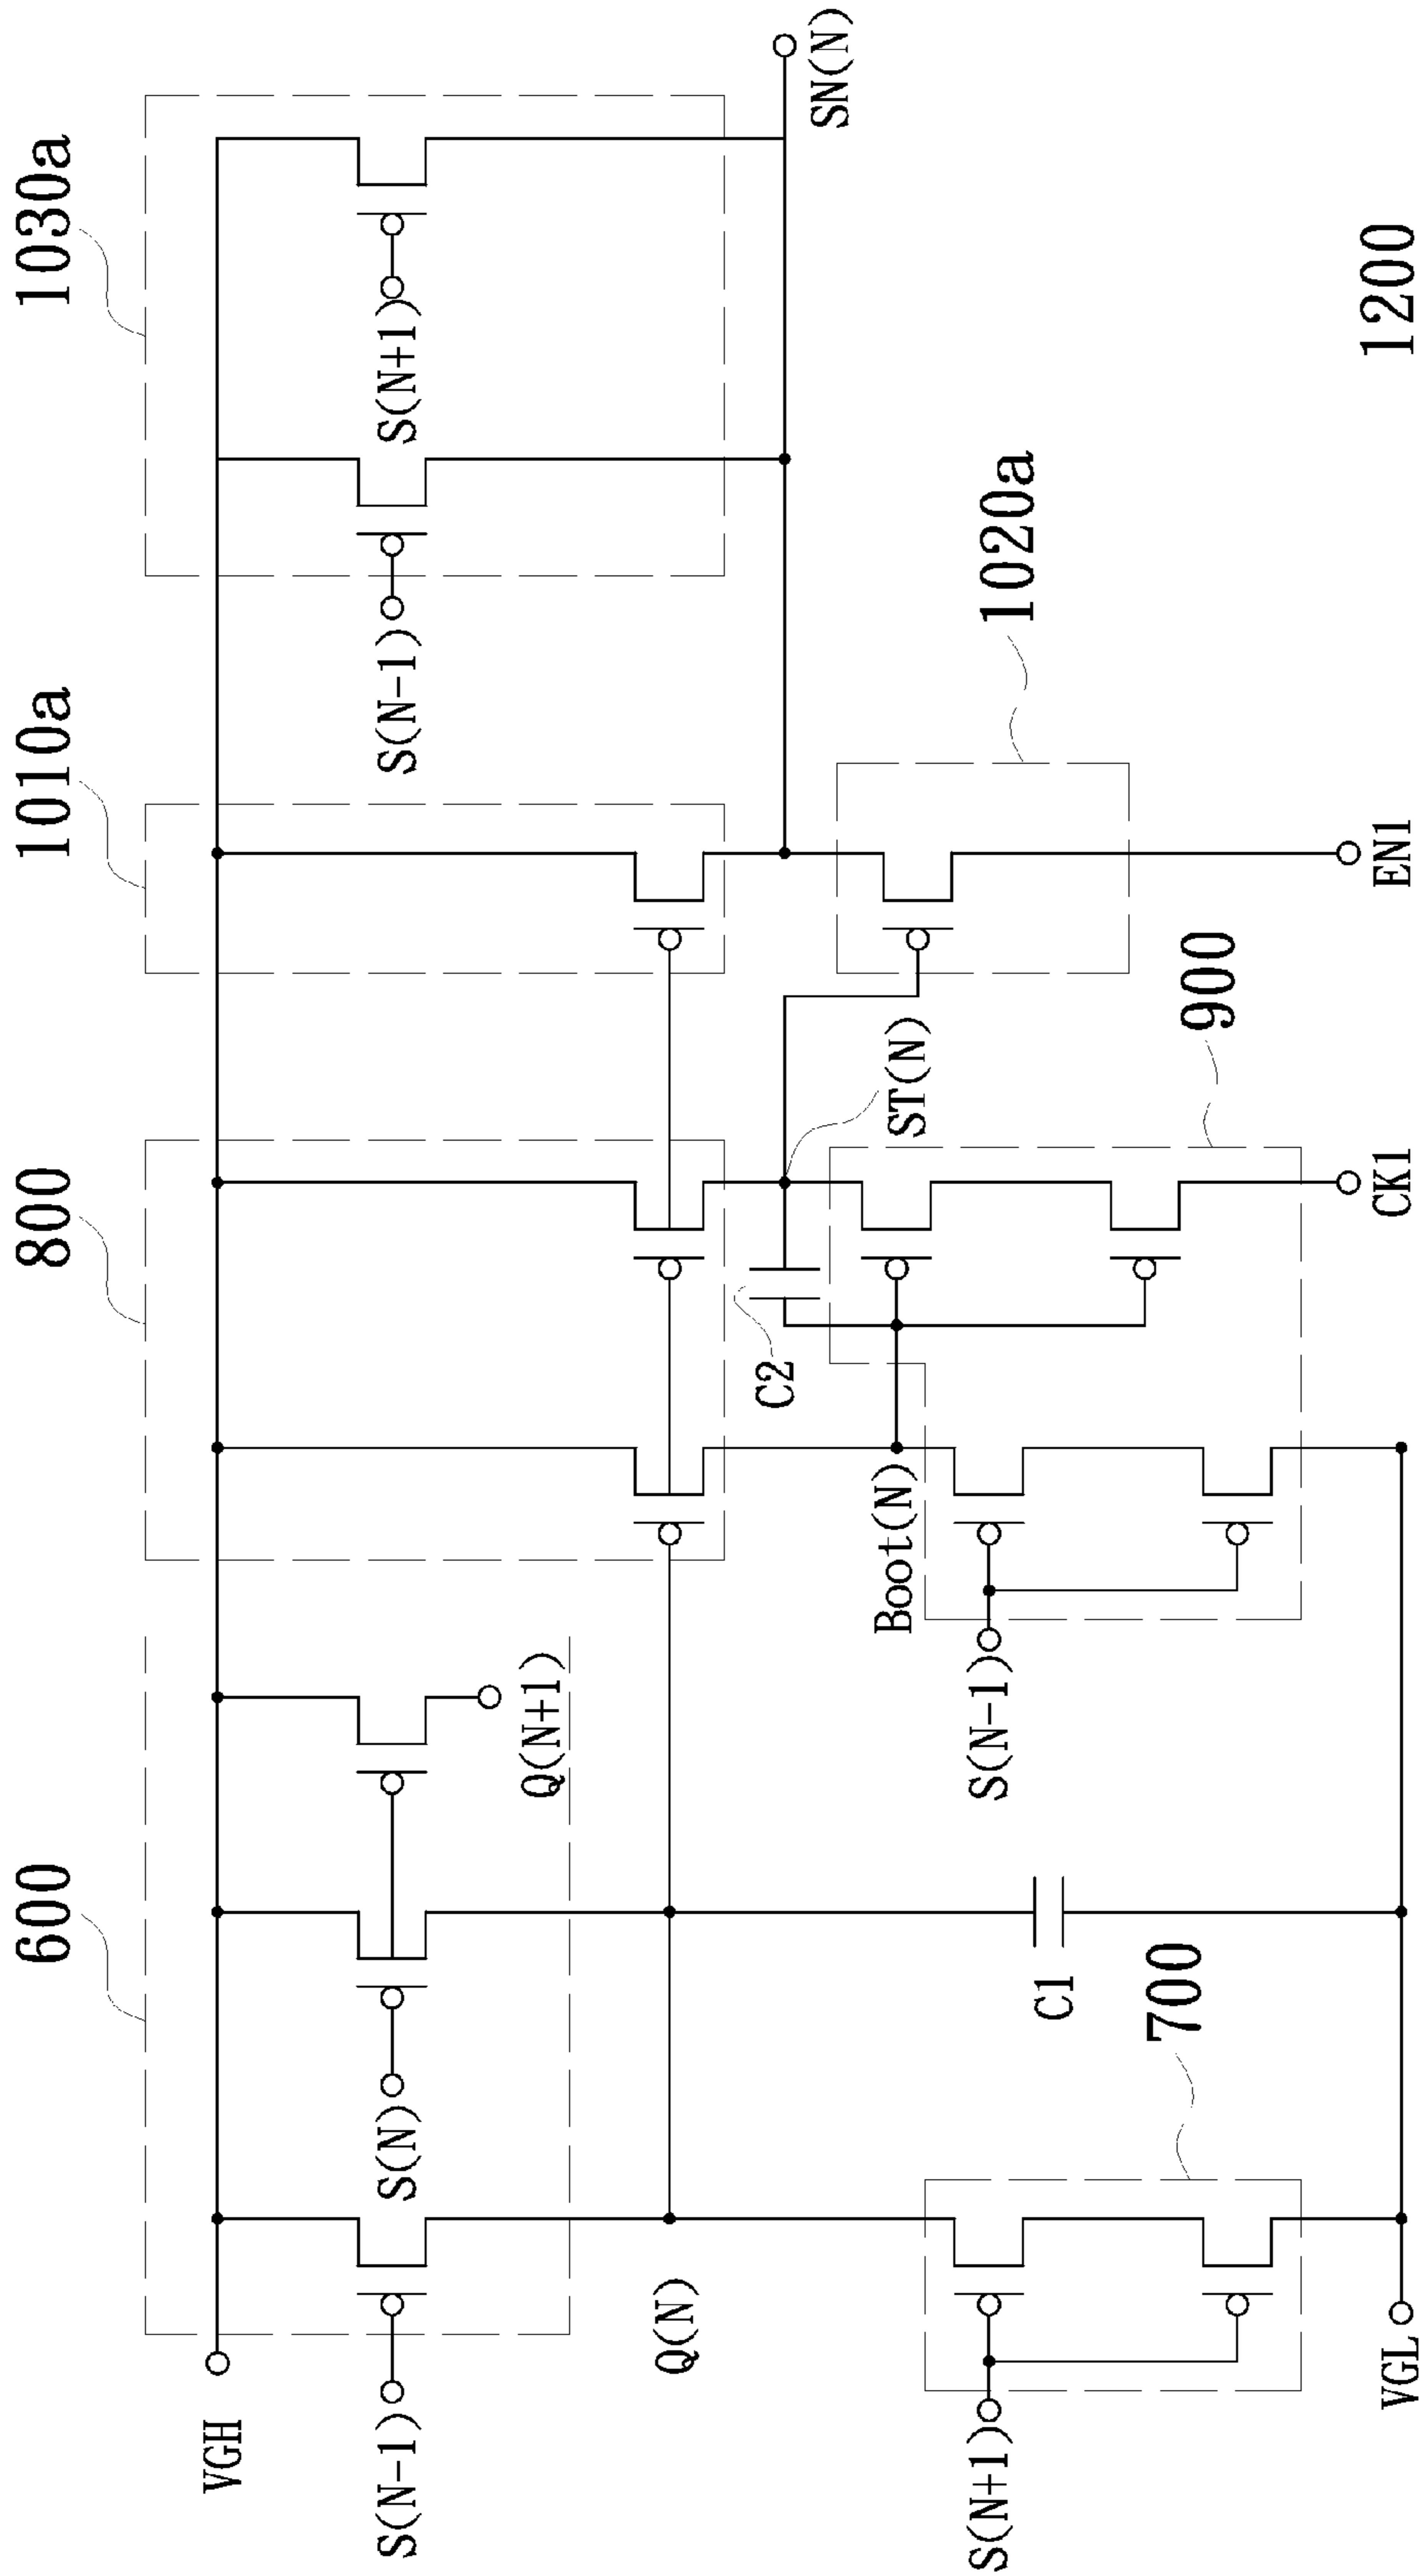 600
800
1010a
1030a
VGH
S(N-1)
S(N)
Q(N+1)
S(N-1)
S(N+1)
Q(N)
C2
ST(N)
SN(N)
Boot(N)
S(N+1)
700
C1
S(N-1)
900
1020a
VGL
CK1
EN1
1200